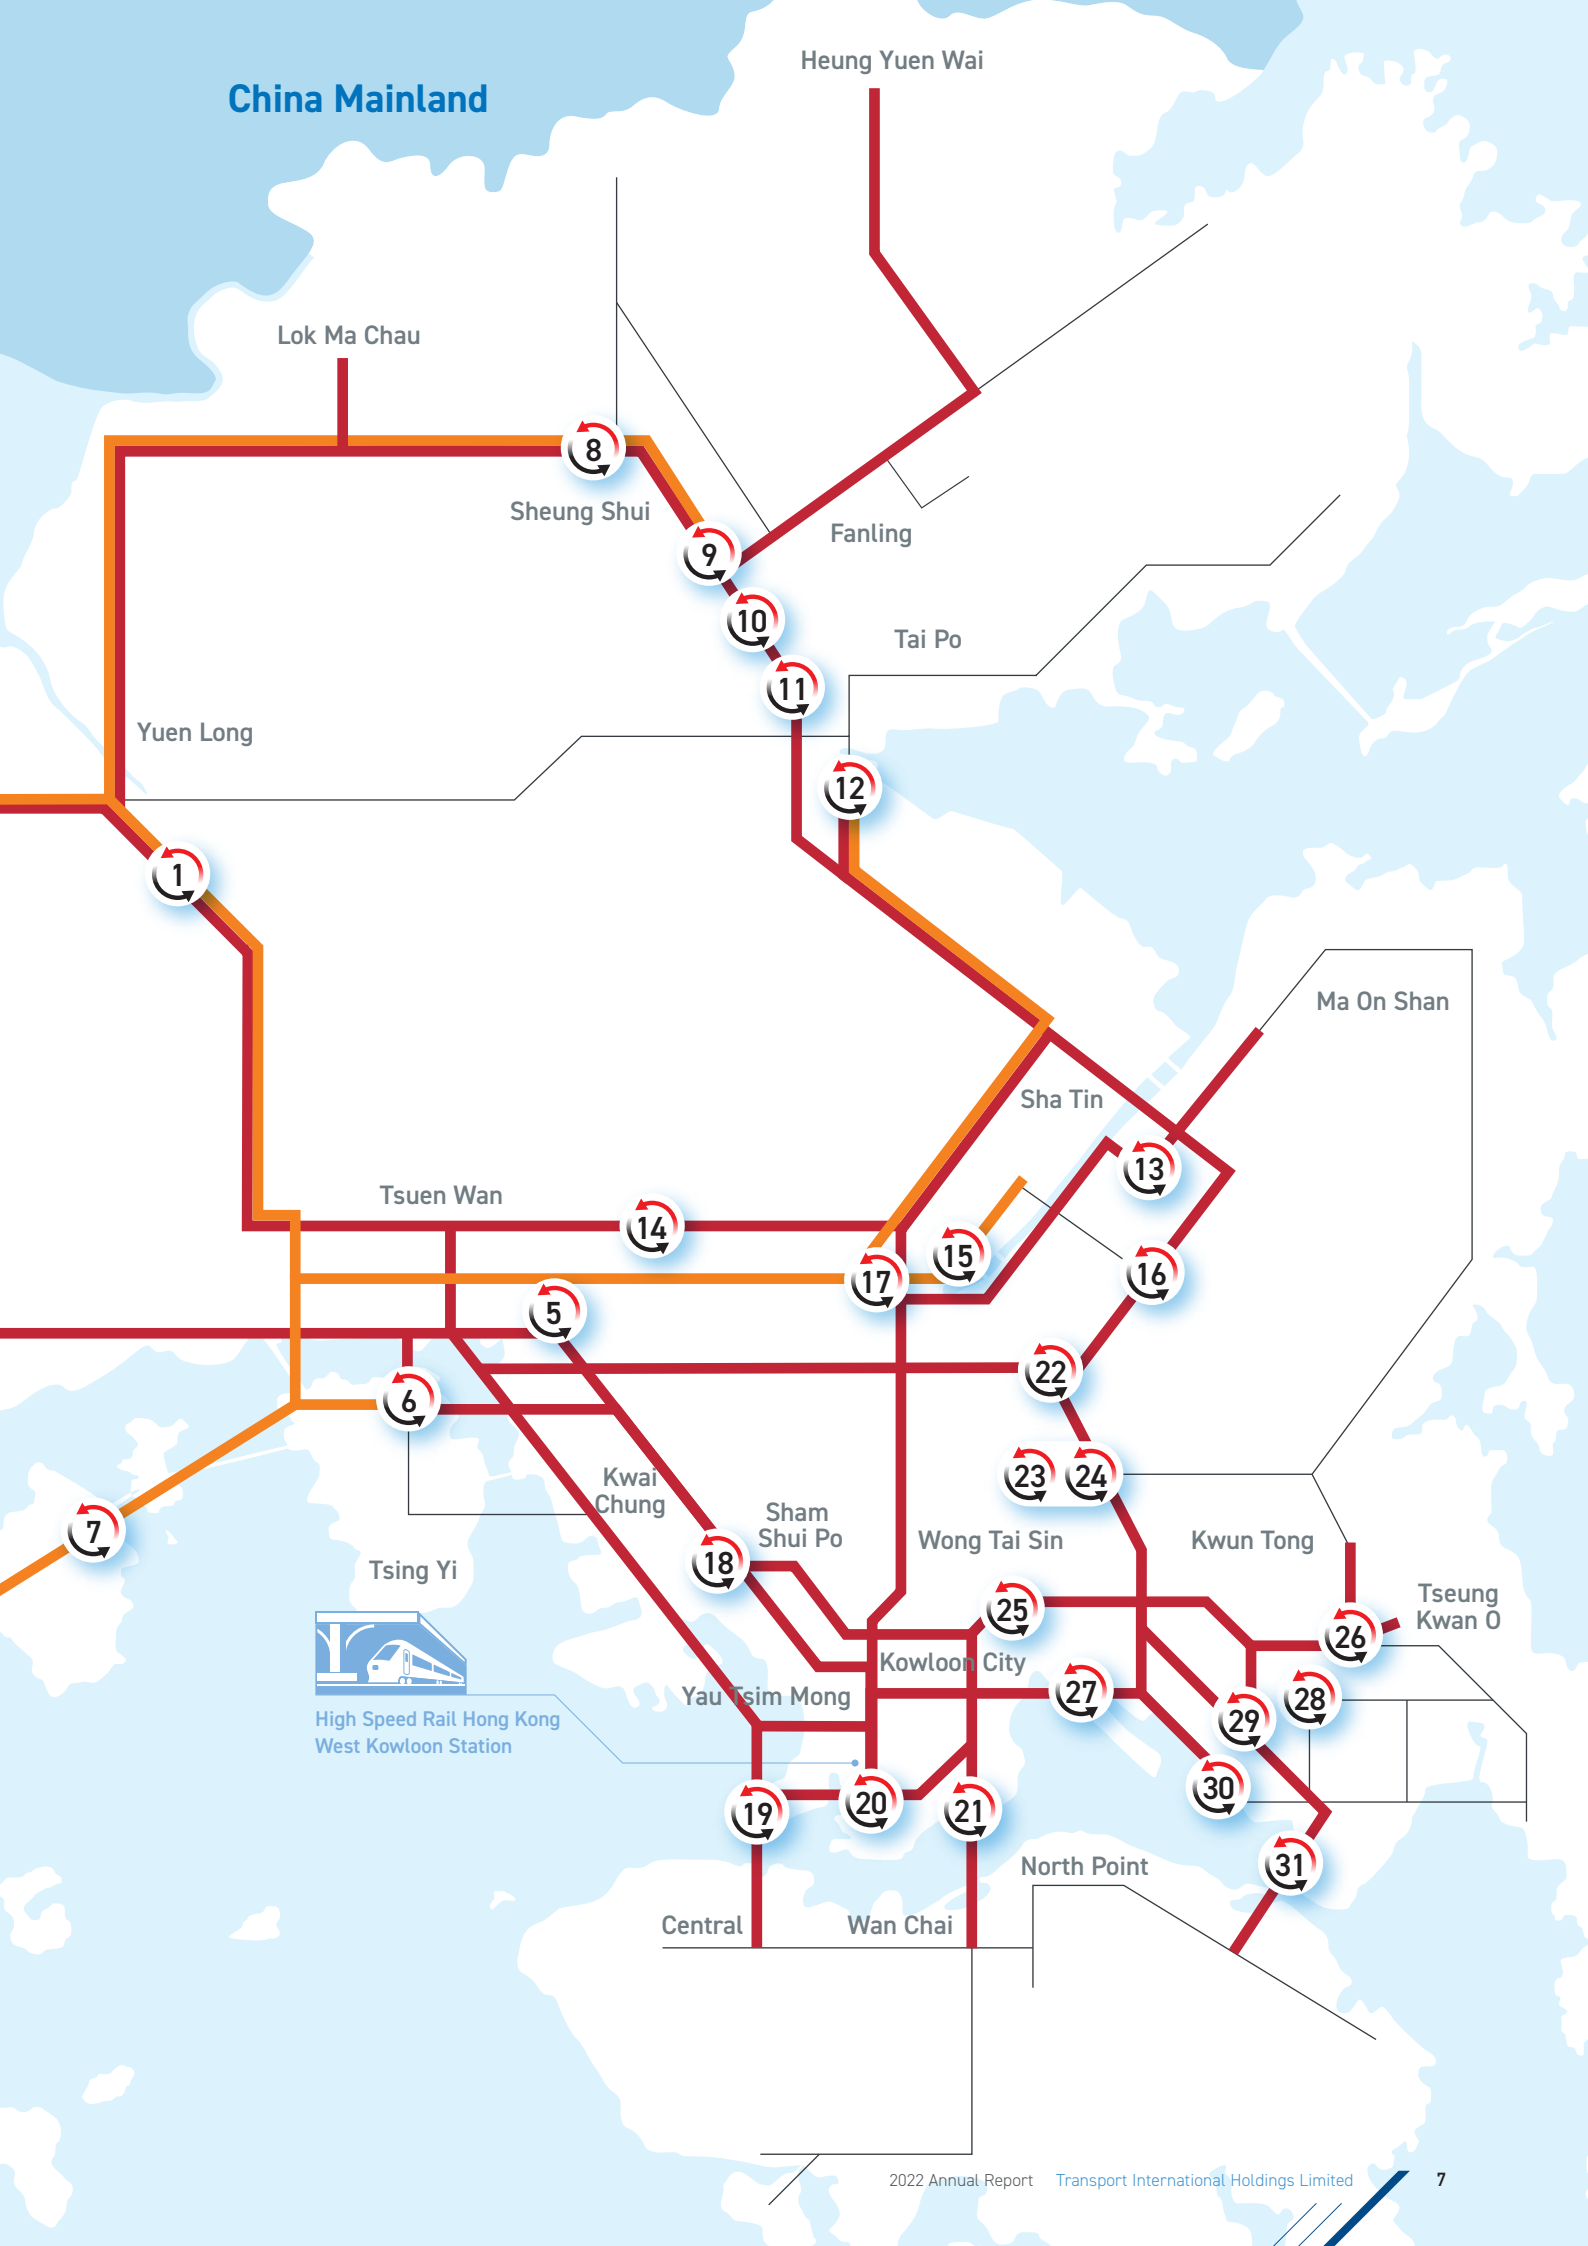 Heung Yuen Wai
China Mainland
Lok Ma Chau
8
Sheung Shui
Fanling
9
10
Tai Po
11
Yuen Long
12
1
Ma On Shan
Sha Tin
13
Tsuen Wan
14
15
16
17
5
22
6
23
24
Kwai
Chung
Sham
Shui Po
7
Wong Tai Sin
Kwun Tong
18
Tsing Yi
Tseung
Kwan O
25
26
Kowloon City
Yau Tsim Mong
27
28
High Speed Rail Hong Kong
West Kowloon Station
29
30
19
20
21
North Point
31
Central
Wan Chai
2022 Annual Report Transport International Holdings Limited 7